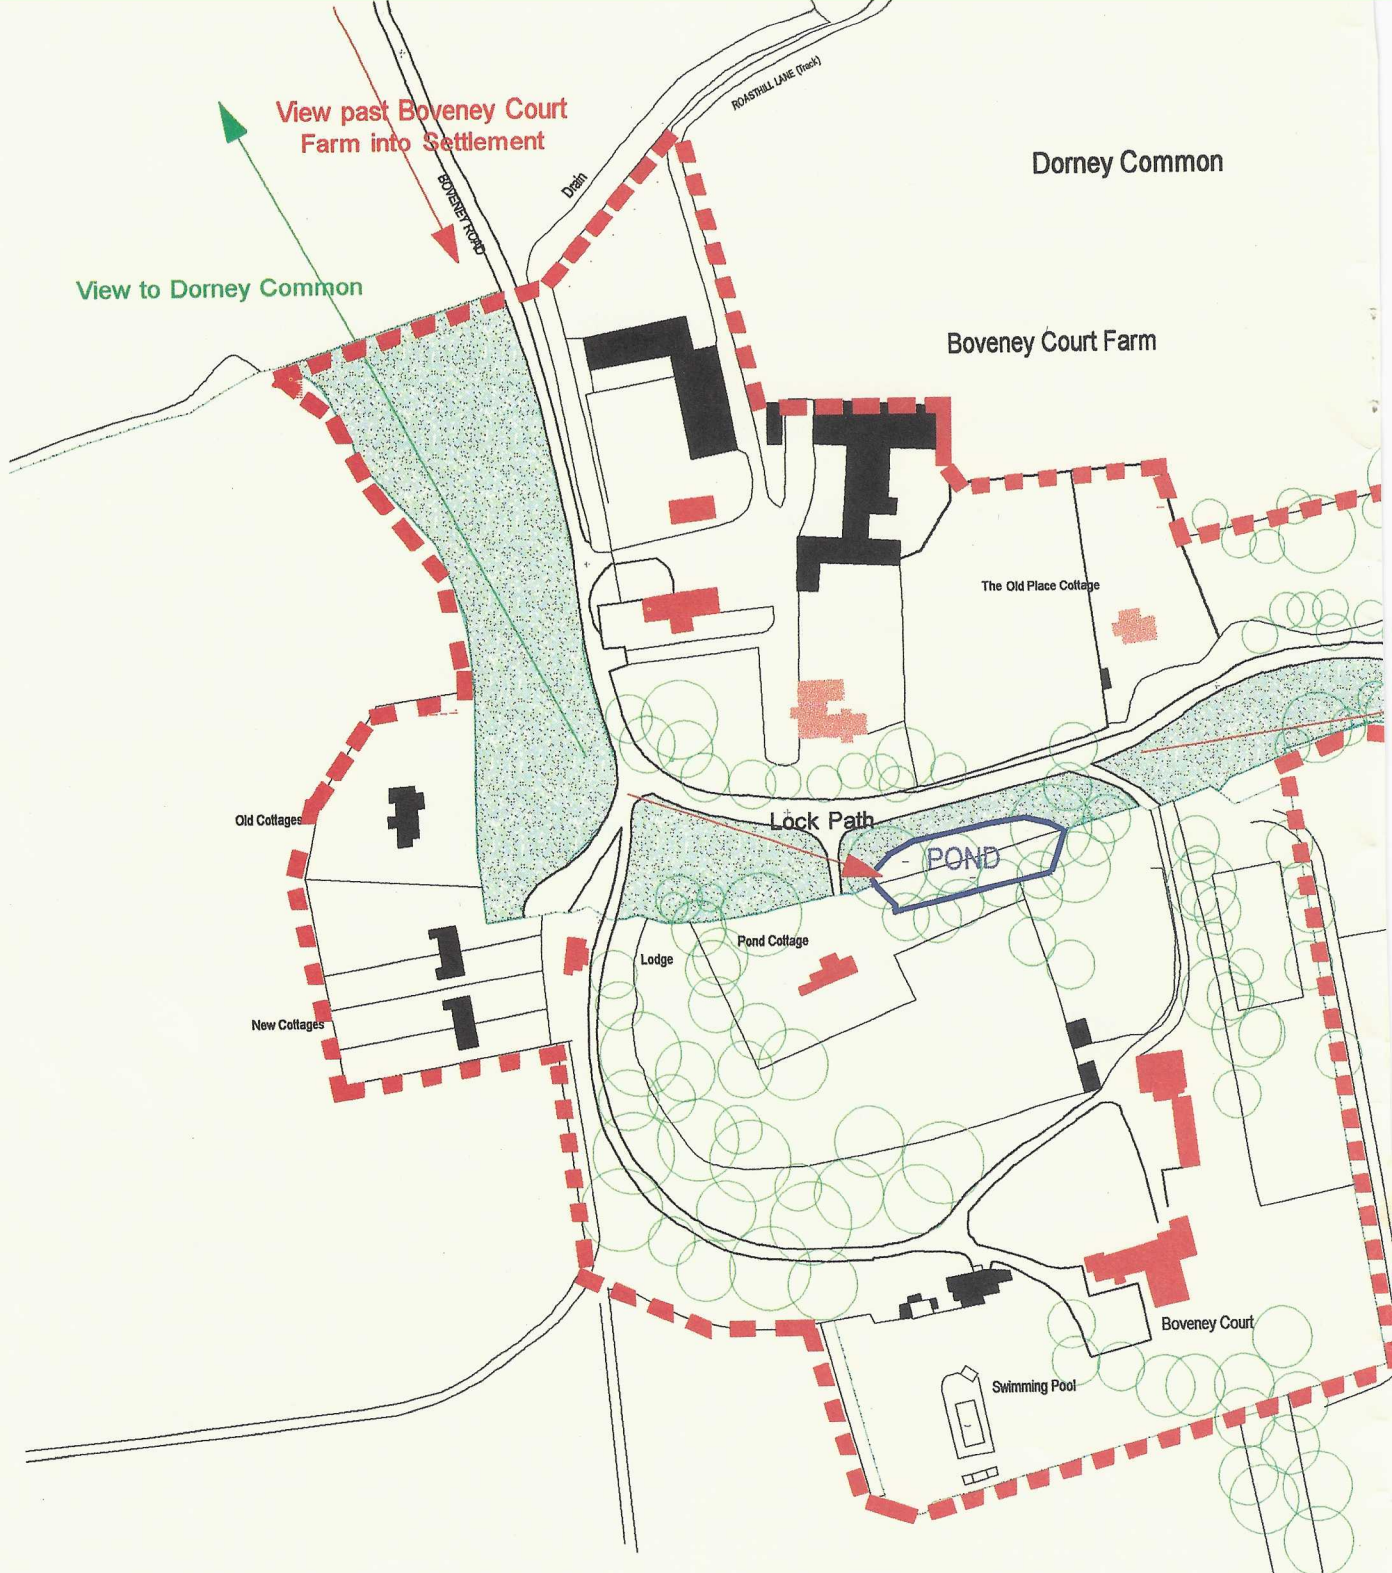 ROASTHILL LANE (Track)
View past Boveney Court
Farm into Settlement
Dorney Common
Drain
BOVENEY ROAD
View to Dorney Common
Boveney Court Farm
The Old Place Cottage
Old Cottages
Lock Path
POND
Pond Cottage
Lodge
New Cottages
Boveney Court
Swimming Pool